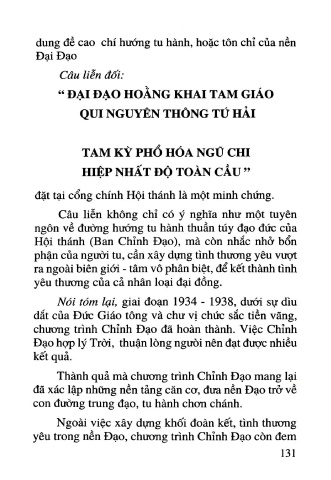 dung đề cao chí hướng tu hành, hoặc tôn chỉ của nền
Đại Đạo
Câu liễn đối:
“ ĐẠI ĐẠO HOẰNG KHAI TAM GIÁO
QUI NGUYÊN THÔNG TỨ HẢI
TAM KỲ PHỔ HÓA NGŨ CHI
HIỆP NHẤT ĐỘ TOÀN CẦU ”
đặt tại cổng chính Hội thánh là một minh chứng.
Câu liễn không chỉ có ý nghĩa như một tuyên
ngôn về đường hướng tu hành thuần túy đạo đức của
Hội thánh (Ban Chỉnh Đạo), mà còn nhắc nhở bổn
phận của người tu, cần xây dựng tình thương yêu vượt
ra ngoài biên giới - tâm vô phân biệt, để kết thành tình
yêu thương của cả nhân loại đại đồng.
Nói tóm lại, giai đoạn 1934 - 1938, dưới sự dìu
dắt của Đức Giáo tông và chư vị chức sắc tiền vãng,
chương trình Chỉnh Đạo đã hoàn thành. Việc Chỉnh
Đạo hợp lý Trời, thuận lòng người nên đạt được nhiều
kết quả.
Thành quả mà chương trình Chỉnh Đạo mang lại
đã xác lập những nền tảng căn cơ, đưa nền Đạo trở về
con đường trung đạo, tu hành chơn chánh.
Ngoài việc xây dựng khối đoàn kết, tình thương
yêu trong nền Đạo, chương trình Chỉnh Đạo còn đem
131